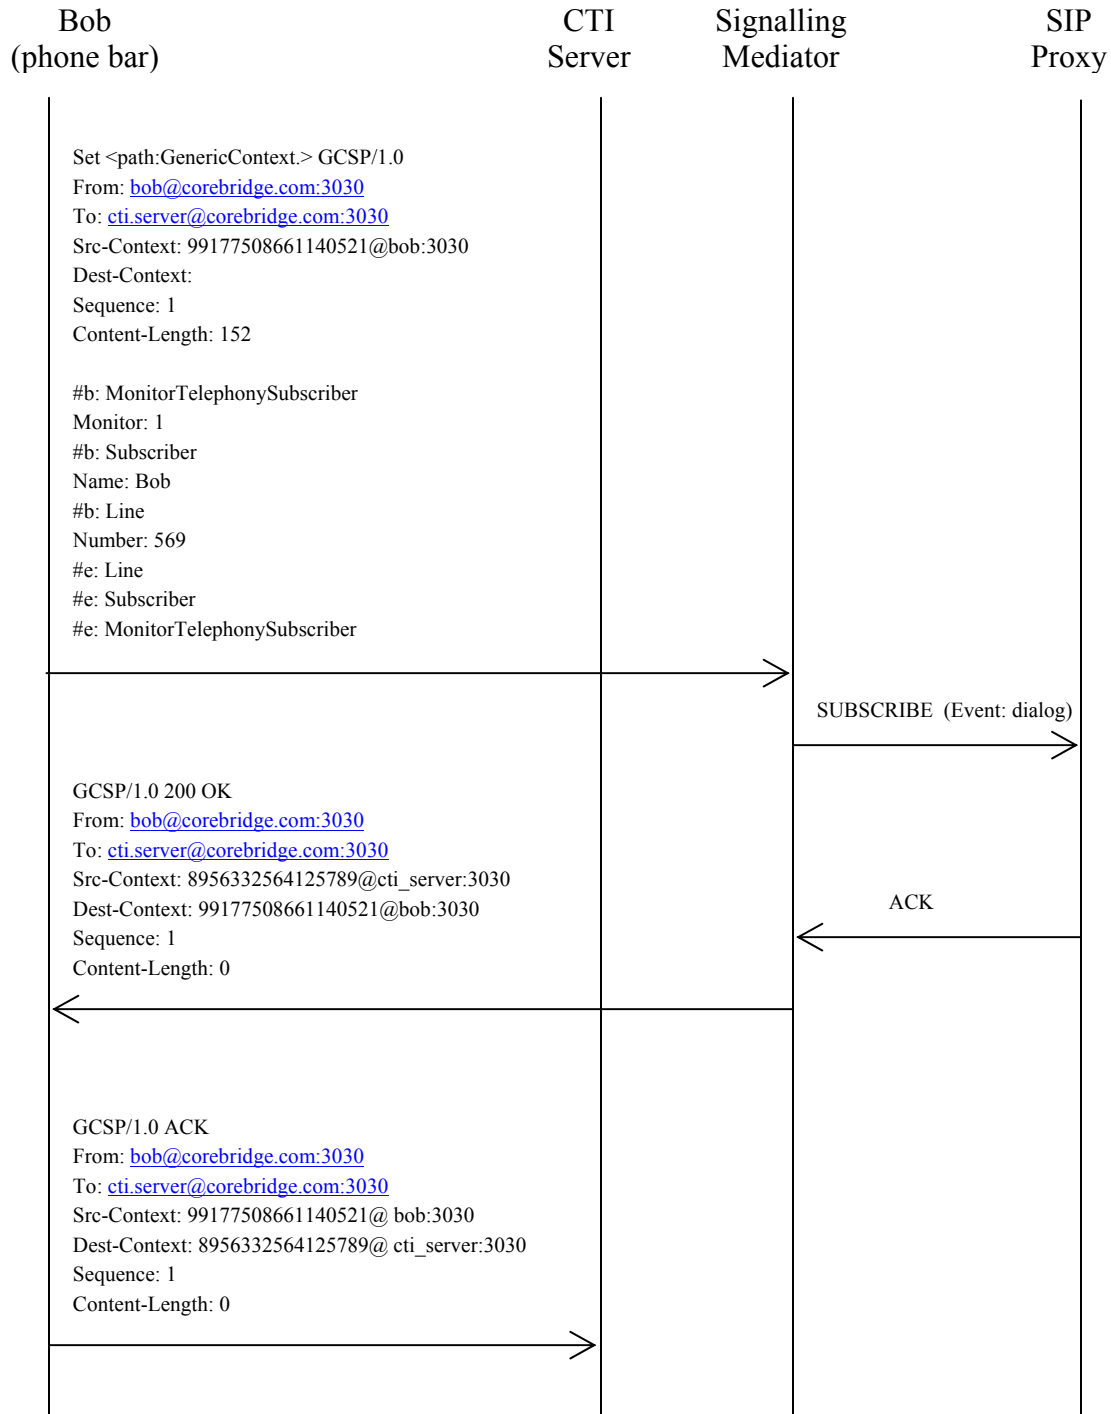 Bob
(phone bar)
CTI
Server
Signalling
Mediator
SIP
Proxy
Set <path:GenericContext.> GCSP/1.0
From: bob@corebridge.com:3030
To: cti.server@corebridge.com:3030
Src-Context: 99177508661140521@bob:3030
Dest-Context:
Sequence: 1
Content-Length: 152
#b: MonitorTelephonySubscriber
Monitor: 1
#b: Subscriber
Name: Bob
#b: Line
Number: 569
#e: Line
#e: Subscriber
#e: MonitorTelephonySubscriber
SUBSCRIBE (Event: dialog)
GCSP/1.0 200 OK
From: bob@corebridge.com:3030
To: cti.server@corebridge.com:3030
Src-Context: 8956332564125789@cti_server:3030
Dest-Context: 99177508661140521@bob:3030
Sequence: 1
Content-Length: 0
ACK
GCSP/1.0 ACK
From: bob@corebridge.com:3030
To: cti.server@corebridge.com:3030
Src-Context: 99177508661140521@ bob:3030
Dest-Context: 8956332564125789@ cti_server:3030
Sequence: 1
Content-Length: 0